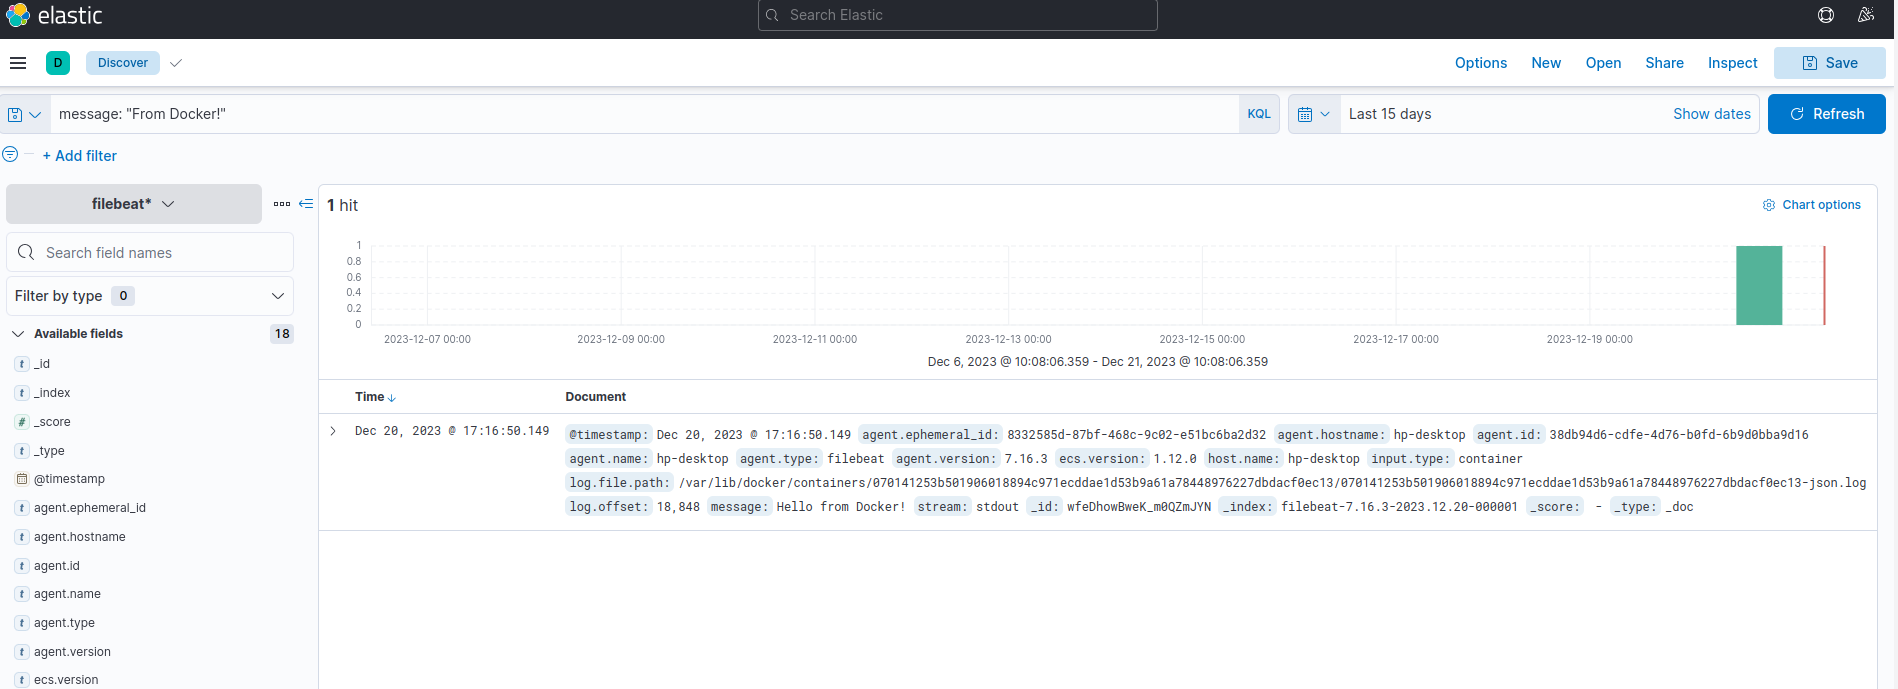 elastic
Search Elastic
D Discover Options New Open Share Inspect Save
message: "From Docker!" KQL Last 15 days Show dates Refresh
+ Add filter
filebeat* 1 hit Chart options
Search field names
Filter by type 0
Available fields 18
t _id
t _index
# _score
t _type
@timestamp
t agent.ephemeral_id
t agent.hostname
t agent.id
t agent.name
t agent.type
t agent.version
t ecs.version
1
0.8
0.6
0.4
0.2
0
2023-12-07 00:00 2023-12-09 00:00 2023-12-11 00:00 2023-12-13 00:00 2023-12-15 00:00 2023-12-17 00:00 2023-12-19 00:00
Dec 6, 2023 @ 10:08:06.359 - Dec 21, 2023 @ 10:08:06.359
Time Document
Dec 20, 2023 @ 17:16:50.149 @timestamp: Dec 20, 2023 @ 17:16:50.149 agent.ephemeral_id: 8332585d-87bf-468c-9c02-e51bc6ba2d32 agent.hostname: hp-desktop agent.id: 38db94d6-cdfe-4d76-b0fd-6b9d0bba9d16
agent.name: hp-desktop agent.type: filebeat agent.version: 7.16.3 ecs.version: 1.12.0 host.name: hp-desktop input.type: container
log.file.path: /var/lib/docker/containers/070141253b501906018894c971ecddae1d53b9a61a78448976227dbdacf0ec13/070141253b501906018894c971ecddae1d53b9a61a78448976227dbdacf0ec13-json.log
log.offset: 18,848 message: Hello from Docker! stream: stdout _id: wfeDhowBweK_m0QZmJYN _index: filebeat-7.16.3-2023.12.20-000001 _score: - _type: _doc